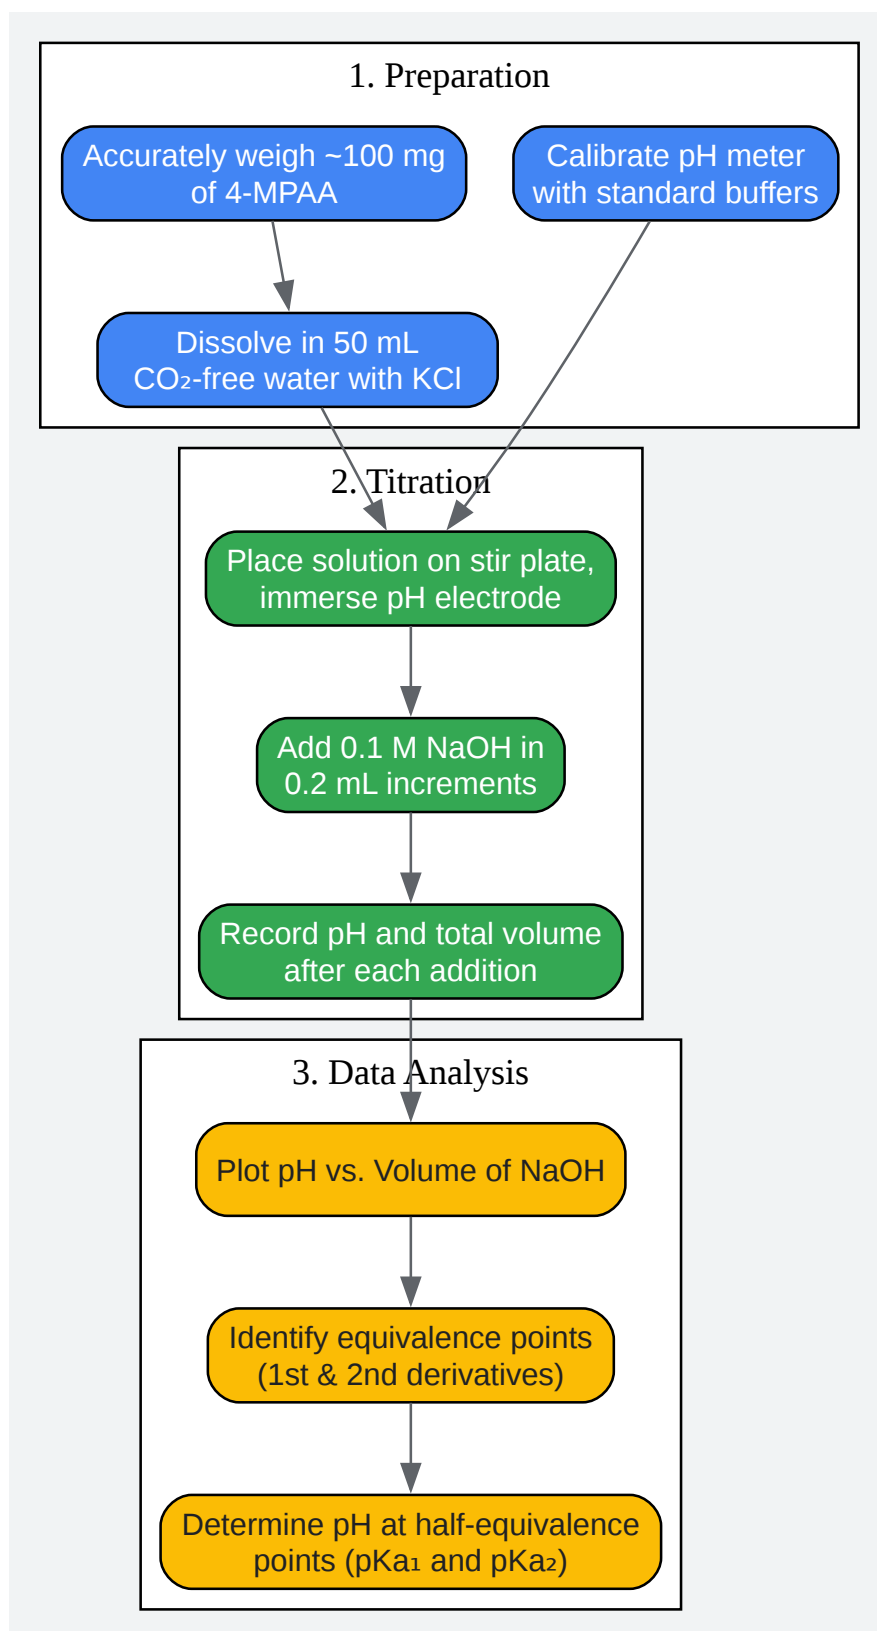 1. Preparation
Accurately weigh ~100 mg
of 4-MPAA
Calibrate pH meter
with standard buffers
Dissolve in 50 mL
CO₂-free water with KCl
2. Titration
Place solution on stir plate,
immerse pH electrode
Add 0.1 M NaOH in
0.2 mL increments
Record pH and total volume
after each addition
3. Data Analysis
Plot pH vs. Volume of NaOH
Identify equivalence points
(1st & 2nd derivatives)
Determine pH at half-equivalence
points (pKa₁ and pKa₂)